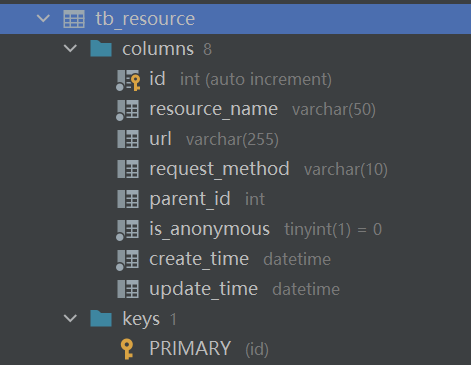 tb_resource
columns 8
id int (auto increment)
resource_name varchar(50)
url varchar(255)
request_method varchar(10)
parent_id int
is_anonymous tinyint(1) = 0
create_time datetime
update_time datetime
keys 1
PRIMARY (id)